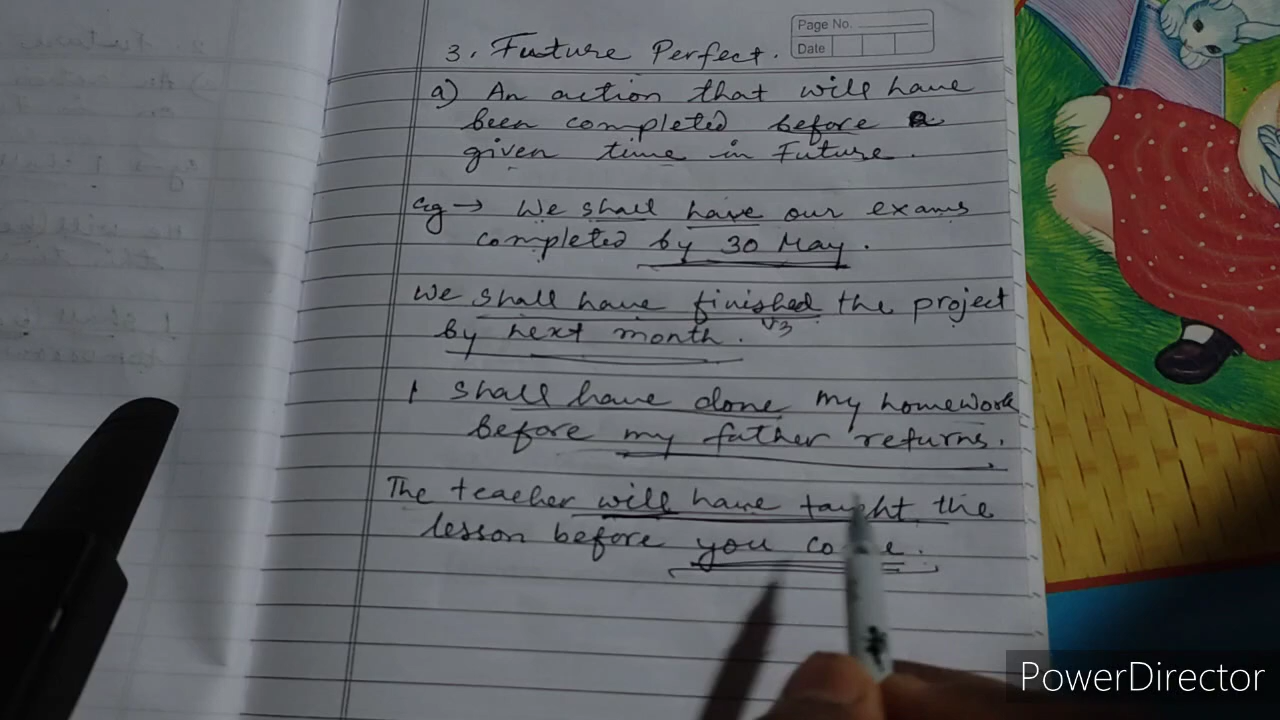 Page No.
Date
3. Future Perfect.
a) An action that will have
been completed before a
given time in Future.
eg → We shall have our exams
completed by 30 May.
We shall have finished the project
V3
by next month.
I shall have done my homework
before my father returns.
The teacher will have taught the
lesson before you come.
PowerDirector